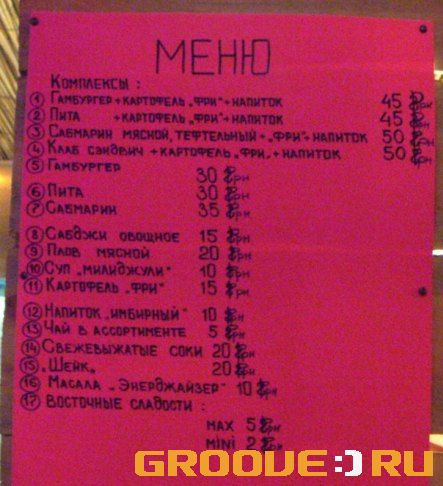 МЕНЮ
Комплексы :
① Гамбургер + картофель „фри" + напиток 45 грн
② Пита + картофель „фри" + напиток 45 грн
③ Сабмарин мясной, тефтельный + „фри" + напиток 50 грн
④ Клаб сэндвич + картофель „фри„ + напиток 50 грн
⑤ Гамбургер 30 грн
⑥ Пита 30 грн
⑦ Сабмарин 35 грн
⑧ Сабджи овощное 15 грн
⑨ Плов мясной 20 грн
⑩ Суп „милиджули" 10 грн
⑪ Картофель „фри" 15 грн
⑫ Напиток „имбирный" 10 грн
⑬ Чай в ассортименте 5 грн
⑭ Свежевыжатые соки 20 грн
⑮ „Шейк" 20 грн
⑯ Масала „Энерджайзер" 10 грн
⑰ Восточные сладости :
max 5 грн
mini 2 грн
GROOVE:)RU